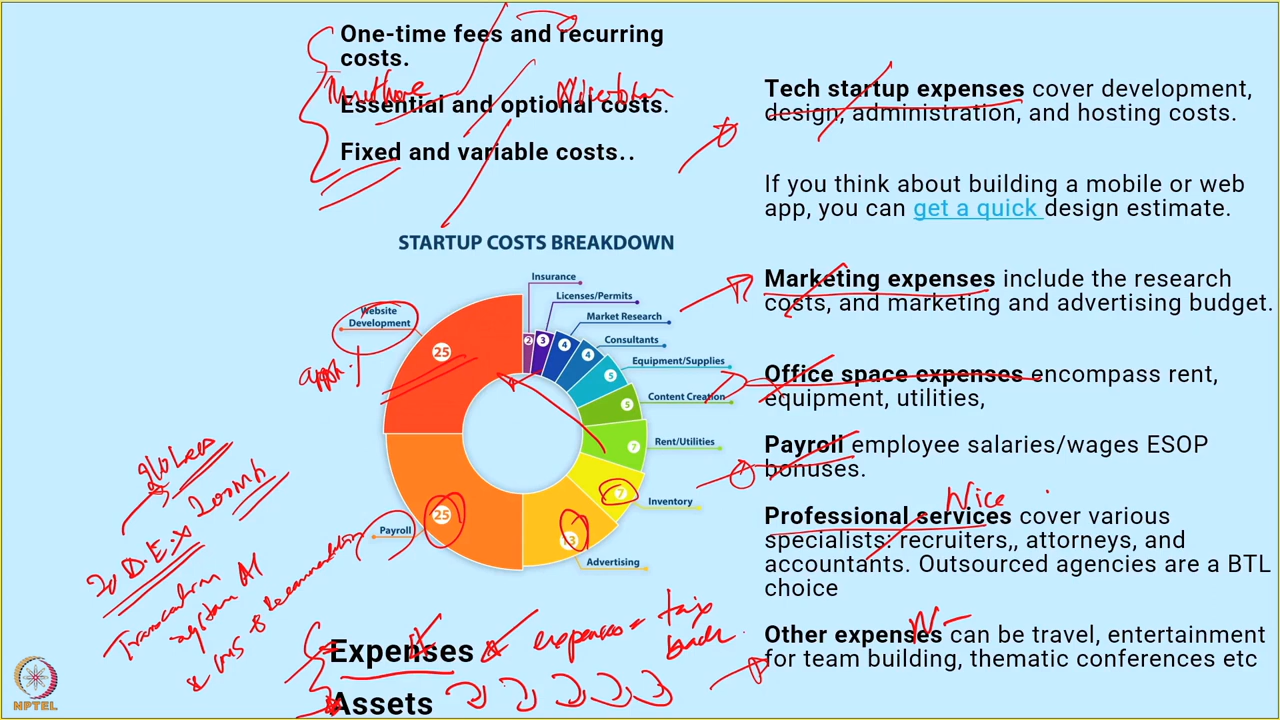 One-time fees and recurring
costs.
Essential and optional costs.
Fixed and variable costs..
STARTUP COSTS BREAKDOWN
Insurance
Licenses/Permits
Market Research
Consultants
Equipment/Supplies
Content Creation
Rent/Utilities
Inventory
Advertising
Payroll
Website
Development
2
3
4
4
5
5
7
7
13
25
25
Expenses
Assets
expenses =
Tech startup expenses cover development,
design, administration, and hosting costs.
If you think about building a mobile or web
app, you can get a quick design estimate.
Marketing expenses include the research
costs, and marketing and advertising budget.
Office space expenses encompass rent,
equipment, utilities,
Payroll employee salaries/wages ESOP
bonuses.
Nice
Professional services cover various
specialists: recruiters,, attorneys, and
accountants. Outsourced agencies are a BTL
choice
Other expenses can be travel, entertainment
for team building, thematic conferences etc
NPTEL